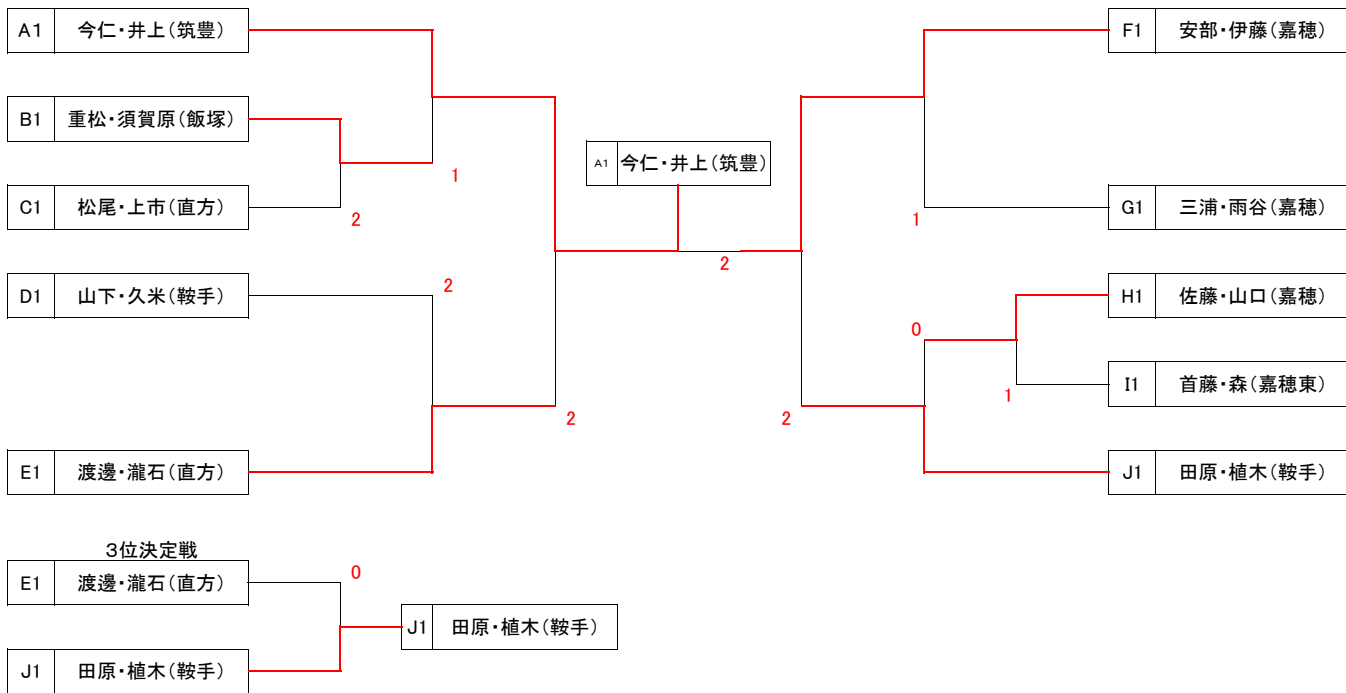 A1 今仁・井上(筑豊)
B1 重松・須賀原(飯塚)
1
C1 松尾・上市(直方)
2
D1 山下・久米(鞍手)
2
2
E1 渡邊・瀧石(直方)
A1 今仁・井上(筑豊)
2
F1 安部・伊藤(嘉穂)
G1 三浦・雨谷(嘉穂)
1
H1 佐藤・山口(嘉穂)
0
I1 首藤・森(嘉穂東)
1
2
J1 田原・植木(鞍手)
3位決定戦
E1 渡邊・瀧石(直方)
0
J1 田原・植木(鞍手)
J1 田原・植木(鞍手)